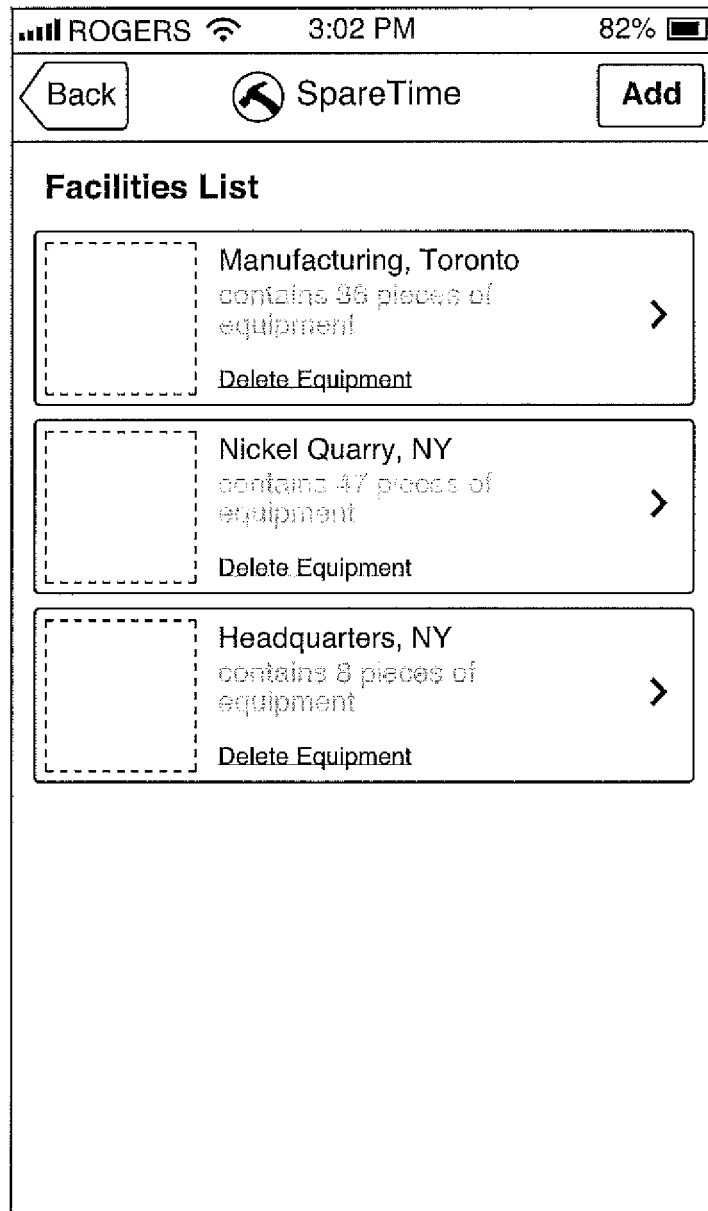 ROGERS 3:02 PM 82%
Back SpareTime Add
Facilities List
Manufacturing, Toronto
contains 36 pieces of
equipment
Delete Equipment
Nickel Quarry, NY
contains 47 pieces of
equipment
Delete Equipment
Headquarters, NY
contains 8 pieces of
equipment
Delete Equipment